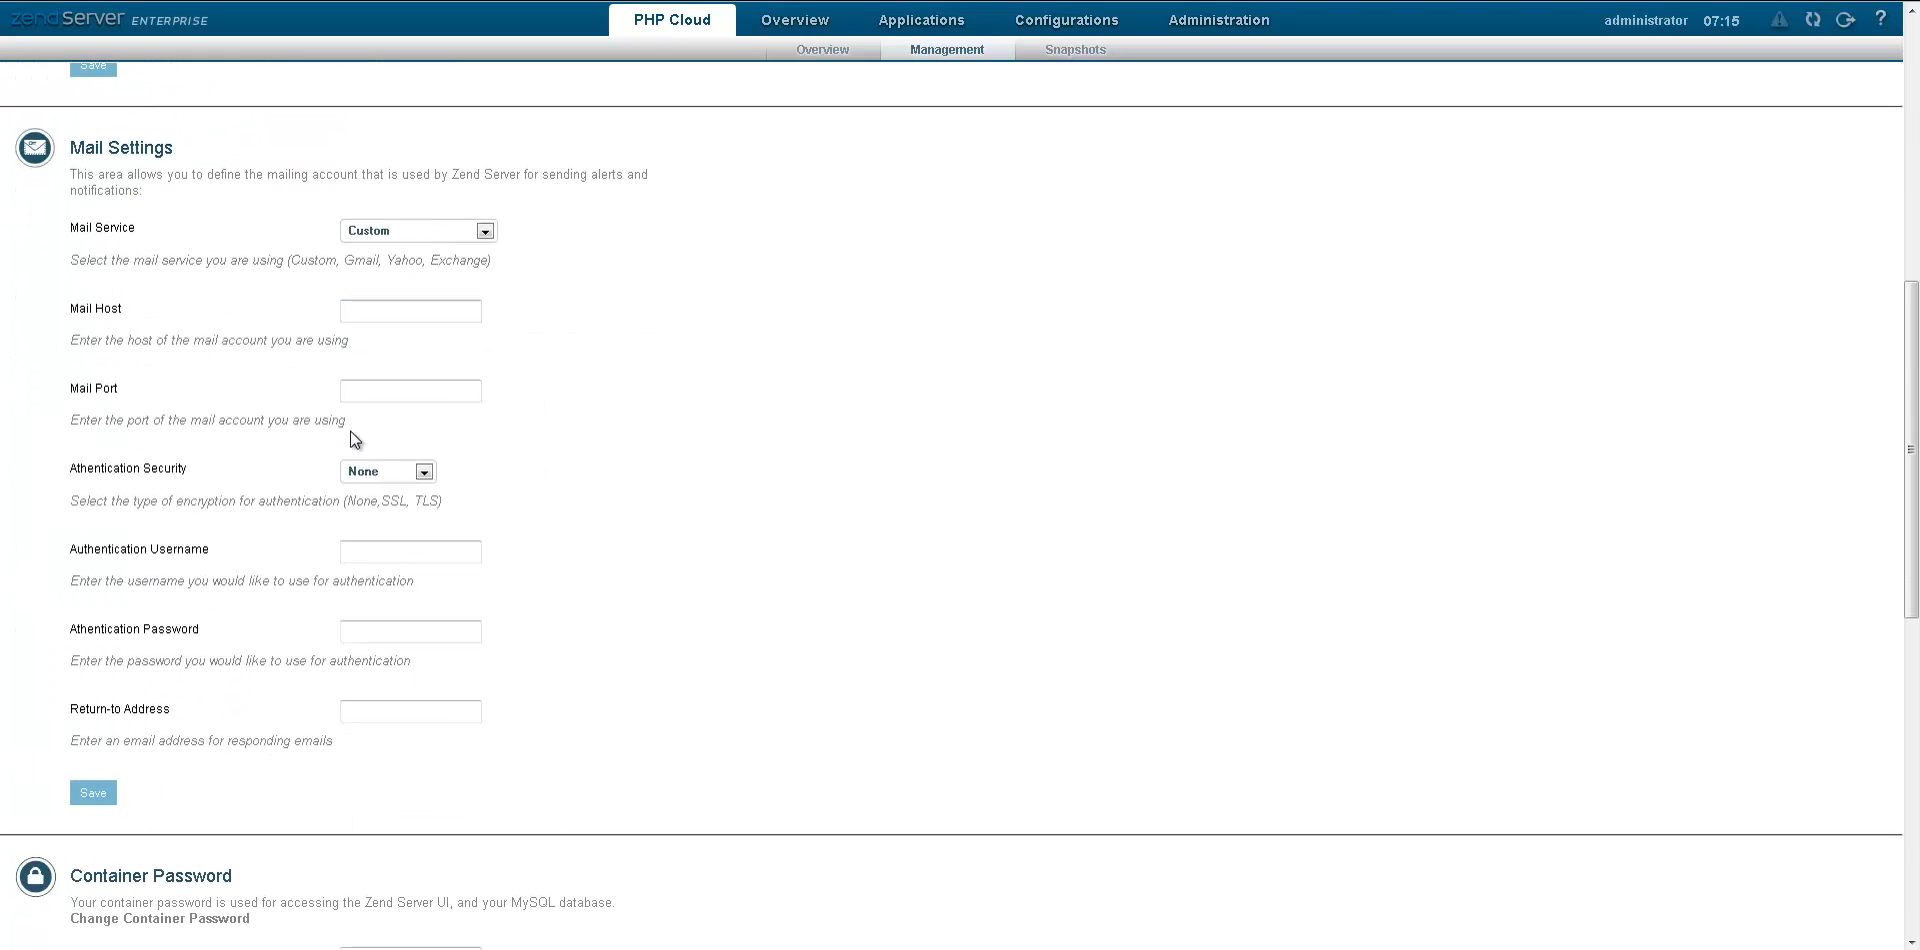 zendServer ENTERPRISE
PHP Cloud Overview Applications Configurations Administration
administrator 07:15 ?
Overview Management Snapshots
Save
Mail Settings
This area allows you to define the mailing account that is used by Zend Server for sending alerts and
notifications:
Mail Service Custom
Select the mail service you are using (Custom, Gmail, Yahoo, Exchange)
Mail Host
Enter the host of the mail account you are using
Mail Port
Enter the port of the mail account you are using
Athentication Security None
Select the type of encryption for authentication (None,SSL, TLS)
Authentication Username
Enter the username you would like to use for authentication
Athentication Password
Enter the password you would like to use for authentication
Return-to Address
Enter an email address for responding emails
Save
Container Password
Your container password is used for accessing the Zend Server UI, and your MySQL database.
Change Container Password